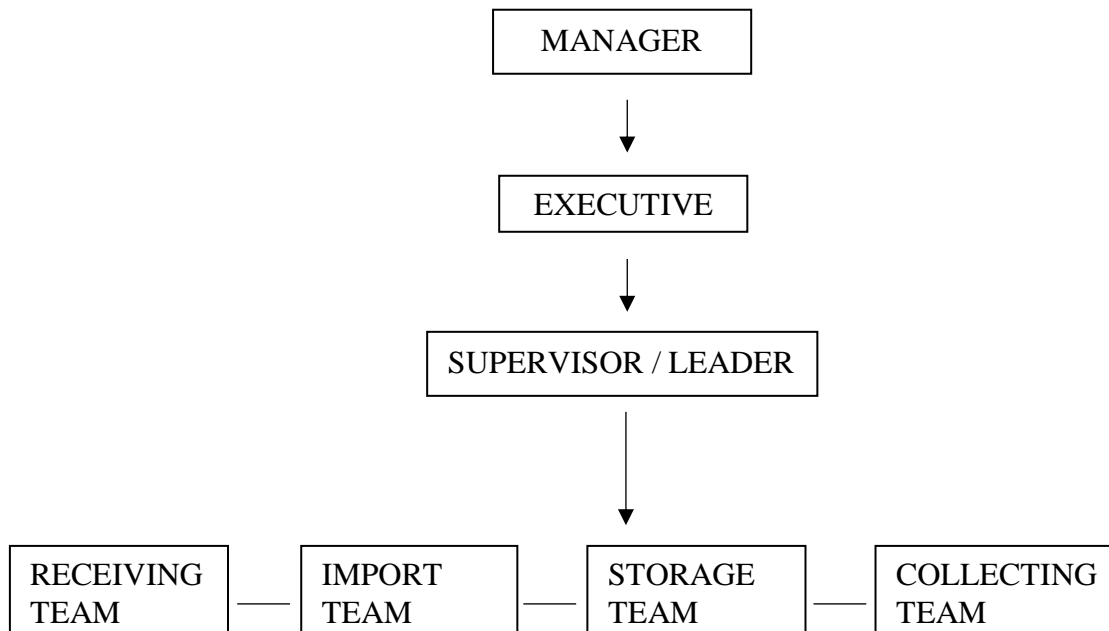 MANAGER
EXECUTIVE
SUPERVISOR / LEADER
RECEIVING
TEAM
IMPORT
TEAM
STORAGE
TEAM
COLLECTING
TEAM